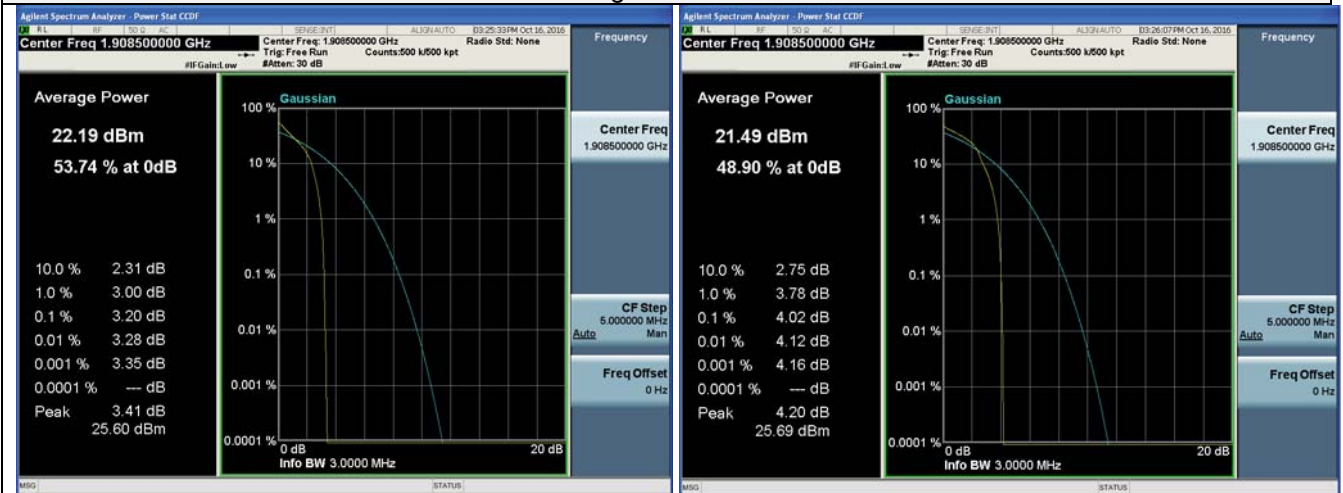 Agilent Spectrum Analyzer - Power Stat CCDF
RL RF 50 Ω AC SENSE:INT ALIGN AUTO 03:25:33PM Oct 16, 2016
Center Freq 1.908500000 GHz
Center Freq: 1.908500000 GHz Radio Std: None
Trig: Free Run Counts:500 k/500 kpt
#IFGain:Low #Atten: 30 dB
Frequency
Average Power
22.19 dBm
53.74 % at 0dB
10.0 % 2.31 dB
1.0 % 3.00 dB
0.1 % 3.20 dB
0.01 % 3.28 dB
0.001 % 3.35 dB
0.0001 % --- dB
Peak 3.41 dB
25.60 dBm
Gaussian
100 %
10 %
1 %
0.1 %
0.01 %
0.001 %
0.0001 %
0 dB 20 dB
Info BW 3.0000 MHz
Center Freq
1.908500000 GHz
CF Step
5.000000 MHz
Auto Man
Freq Offset
0 Hz
MSG STATUS
Agilent Spectrum Analyzer - Power Stat CCDF
RL RF 50 Ω AC SENSE:INT ALIGN AUTO 03:26:07PM Oct 16, 2016
Center Freq 1.908500000 GHz
Center Freq: 1.908500000 GHz Radio Std: None
Trig: Free Run Counts:500 k/500 kpt
#IFGain:Low #Atten: 30 dB
Frequency
Average Power
21.49 dBm
48.90 % at 0dB
10.0 % 2.75 dB
1.0 % 3.78 dB
0.1 % 4.02 dB
0.01 % 4.12 dB
0.001 % 4.16 dB
0.0001 % --- dB
Peak 4.20 dB
25.69 dBm
Gaussian
100 %
10 %
1 %
0.1 %
0.01 %
0.001 %
0.0001 %
0 dB 20 dB
Info BW 3.0000 MHz
Center Freq
1.908500000 GHz
CF Step
5.000000 MHz
Auto Man
Freq Offset
0 Hz
MSG STATUS